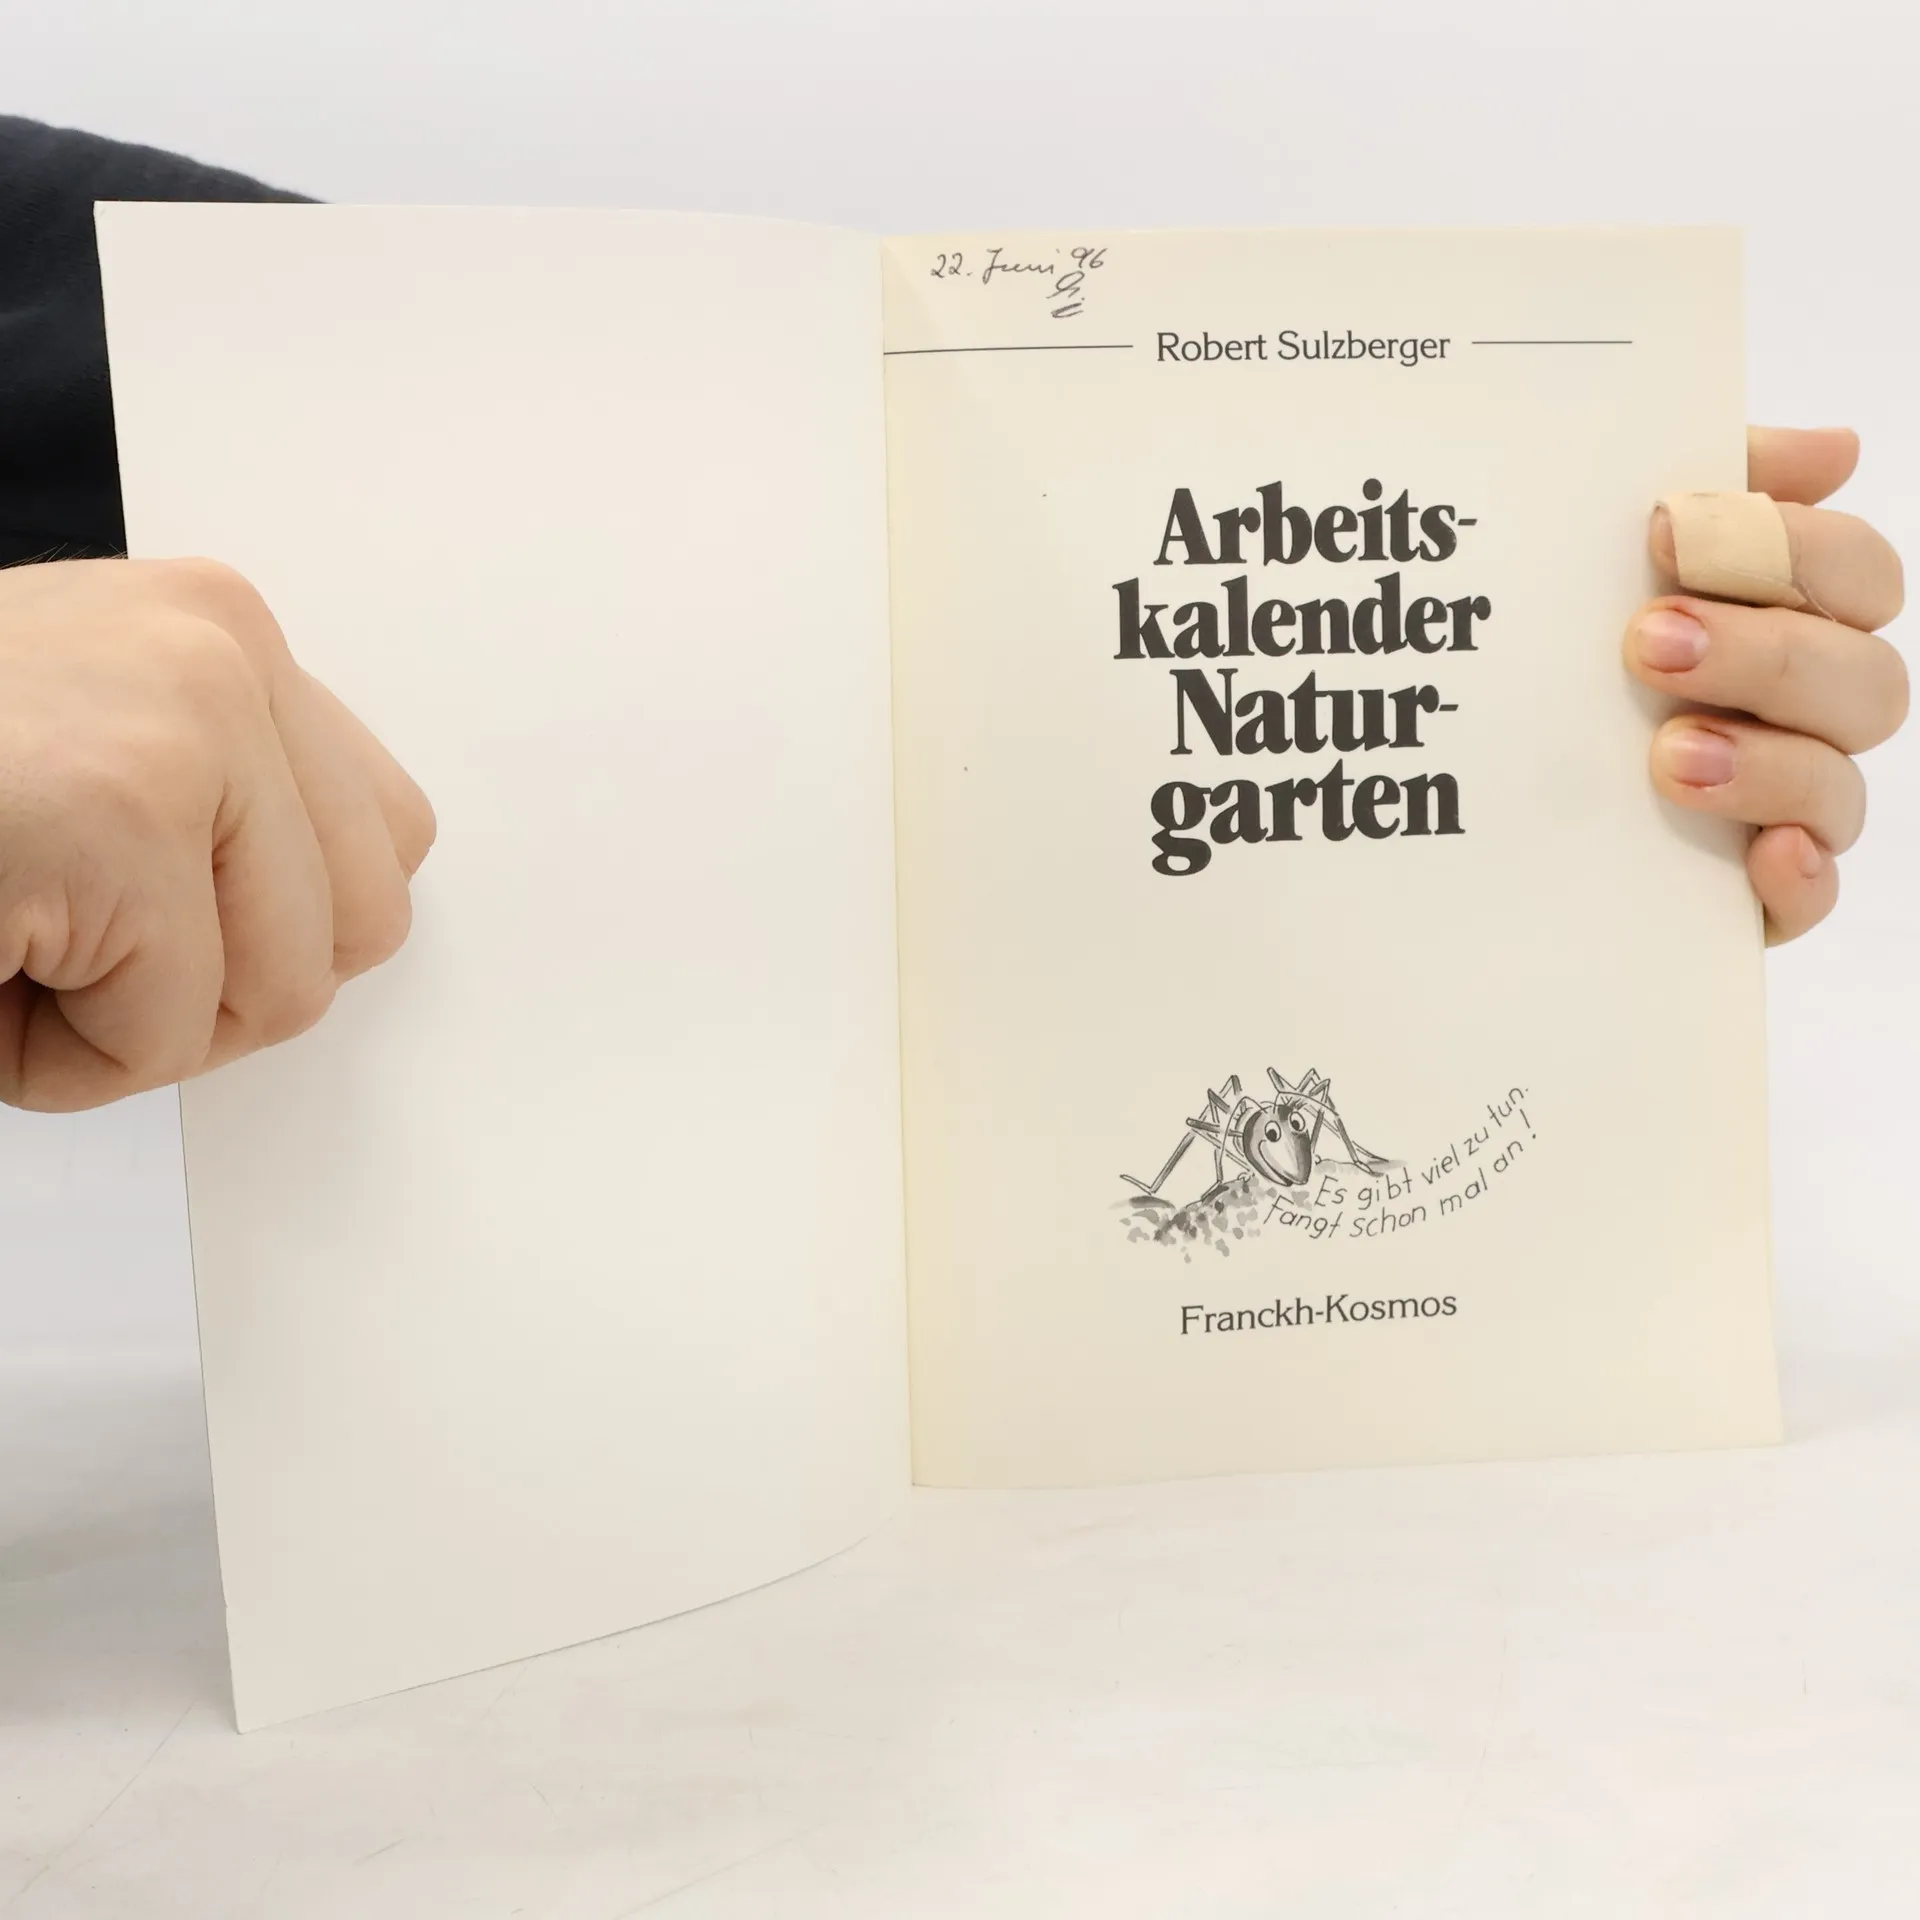 22. Juni 96
Robert Sulzberger
Arbeits-
kalender
Natur-
garten
Es gibt viel zu tun.
Fangt schon mal an!
Franckh-Kosmos